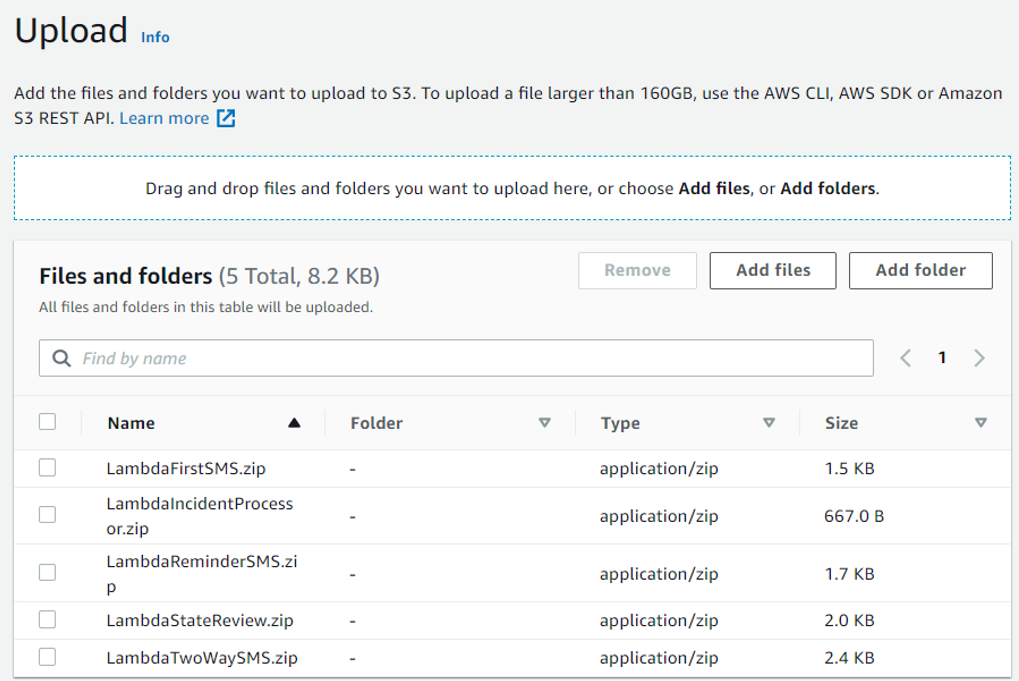 Upload Info
Add the files and folders you want to upload to S3. To upload a file larger than 160GB, use the AWS CLI, AWS SDK or Amazon
S3 REST API. Learn more
Drag and drop files and folders you want to upload here, or choose Add files, or Add folders.
Files and folders (5 Total, 8.2 KB) Remove Add files Add folder
All files and folders in this table will be uploaded.
Find by name 1
Name Folder Type Size
LambdaFirstSMS.zip - application/zip 1.5 KB
LambdaIncidentProcess
or.zip - application/zip 667.0 B
LambdaReminderSMS.zi
p - application/zip 1.7 KB
LambdaStateReview.zip - application/zip 2.0 KB
LambdaTwoWaySMS.zip - application/zip 2.4 KB